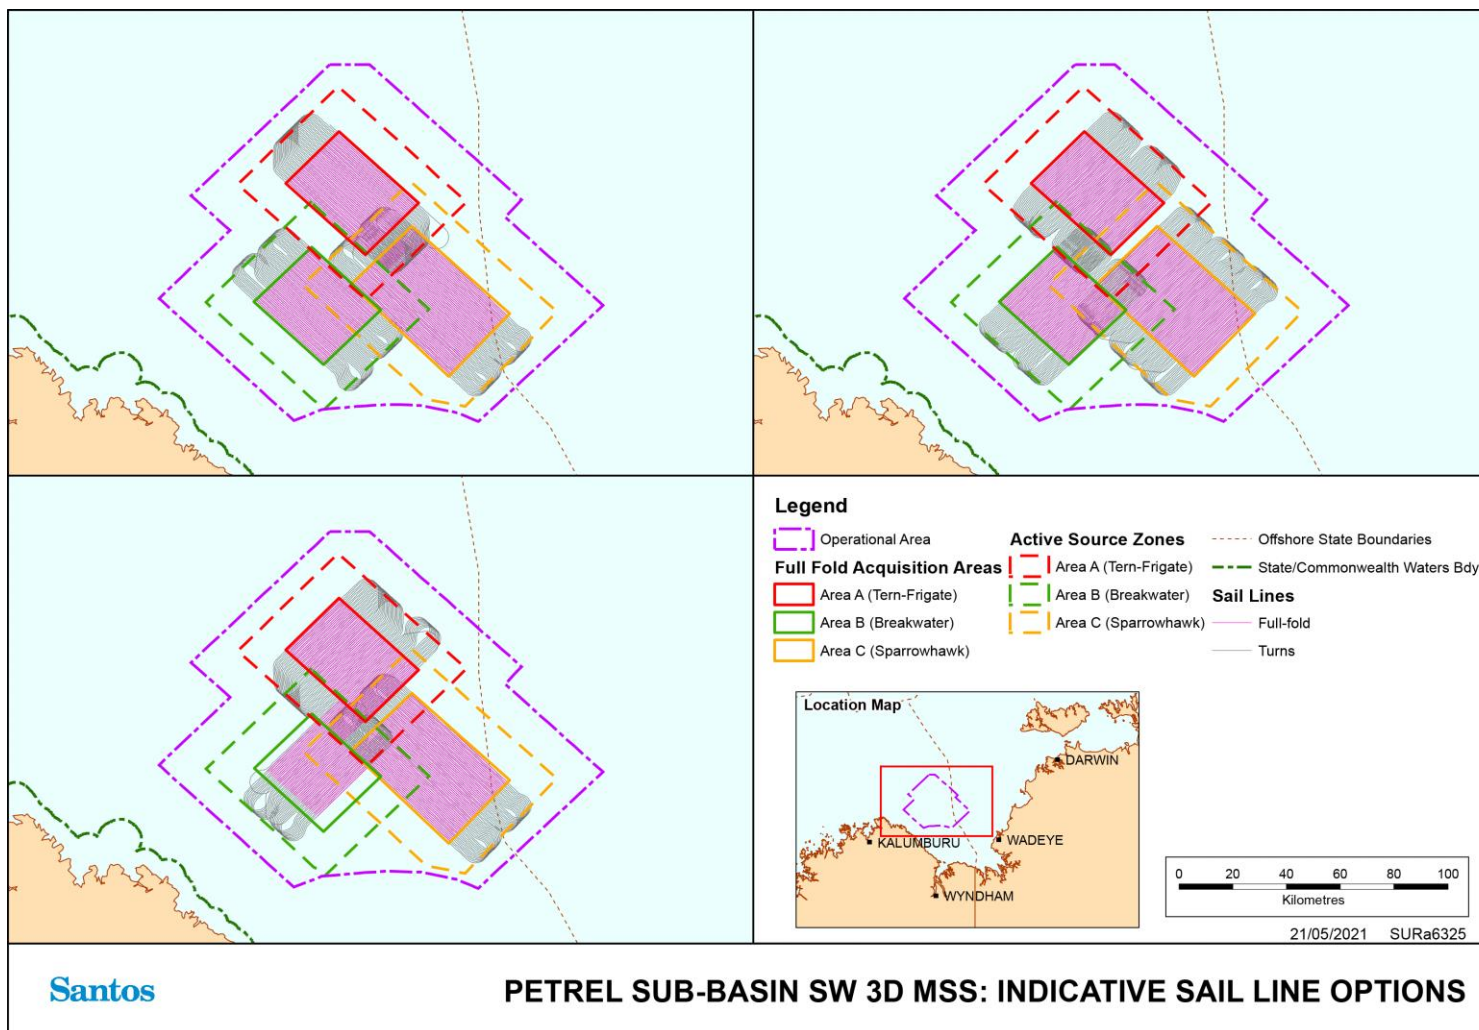 Legend
Operational Area
Full Fold Acquisition Areas
Area A (Tern-Frigate)
Area B (Breakwater)
Area C (Sparrowhawk)
Active Source Zones
Area A (Tern-Frigate)
Area B (Breakwater)
Area C (Sparrowhawk)
Offshore State Boundaries
State/Commonwealth Waters Bdy
Sail Lines
Full-fold
Turns
Location Map
DARWIN
KALUMBURU
WADEYE
WYNDHAM
0 20 40 60 80 100
Kilometres
21/05/2021 SURa6325
Santos
PETREL SUB-BASIN SW 3D MSS: INDICATIVE SAIL LINE OPTIONS